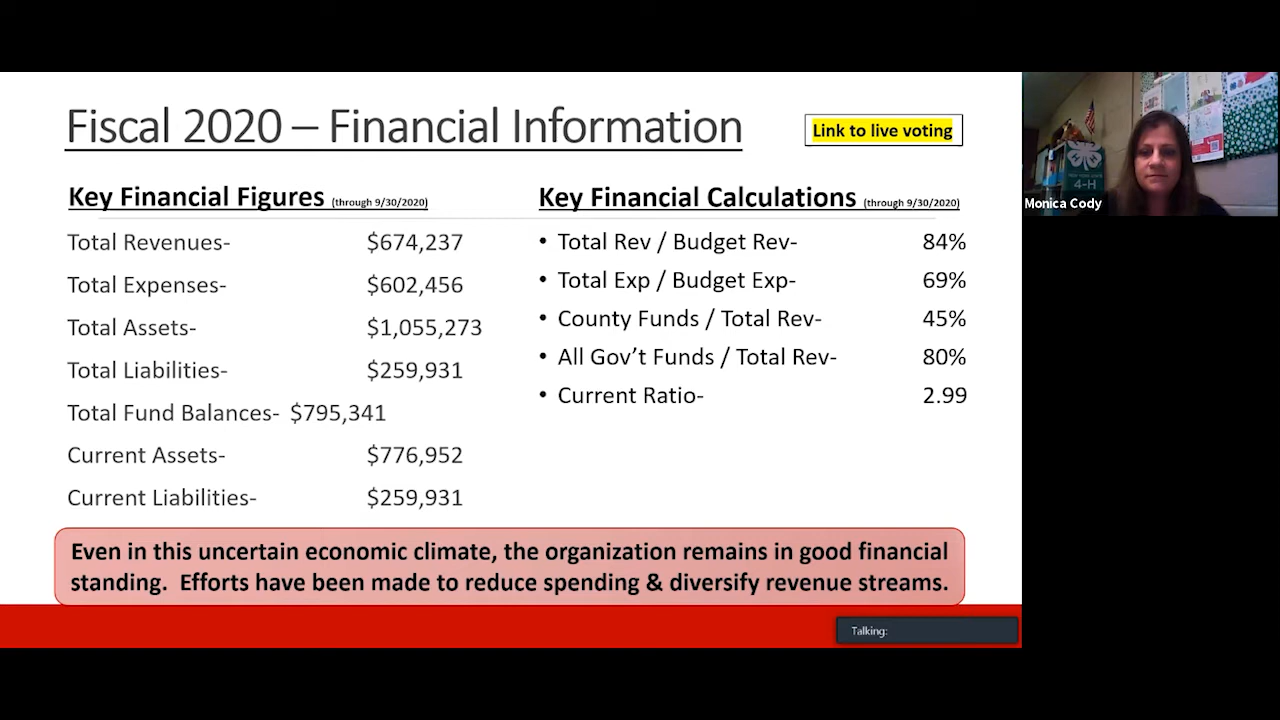 Fiscal 2020 – Financial Information
Link to live voting
Key Financial Figures (through 9/30/2020)
Total Revenues- $674,237
Total Expenses- $602,456
Total Assets- $1,055,273
Total Liabilities- $259,931
Total Fund Balances- $795,341
Current Assets- $776,952
Current Liabilities- $259,931
Key Financial Calculations (through 9/30/2020)
• Total Rev / Budget Rev- 84%
• Total Exp / Budget Exp- 69%
• County Funds / Total Rev- 45%
• All Gov’t Funds / Total Rev- 80%
• Current Ratio- 2.99
Even in this uncertain economic climate, the organization remains in good financial
standing. Efforts have been made to reduce spending & diversify revenue streams.
Talking:
4-H
Monica Cody